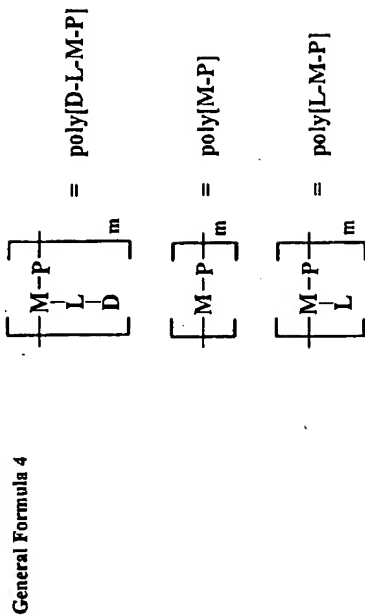 General Formula 4
M-P
L
D
m
= poly[D-L-M-P]
M-P
m
= poly[M-P]
M-P
L
m
= poly[L-M-P]